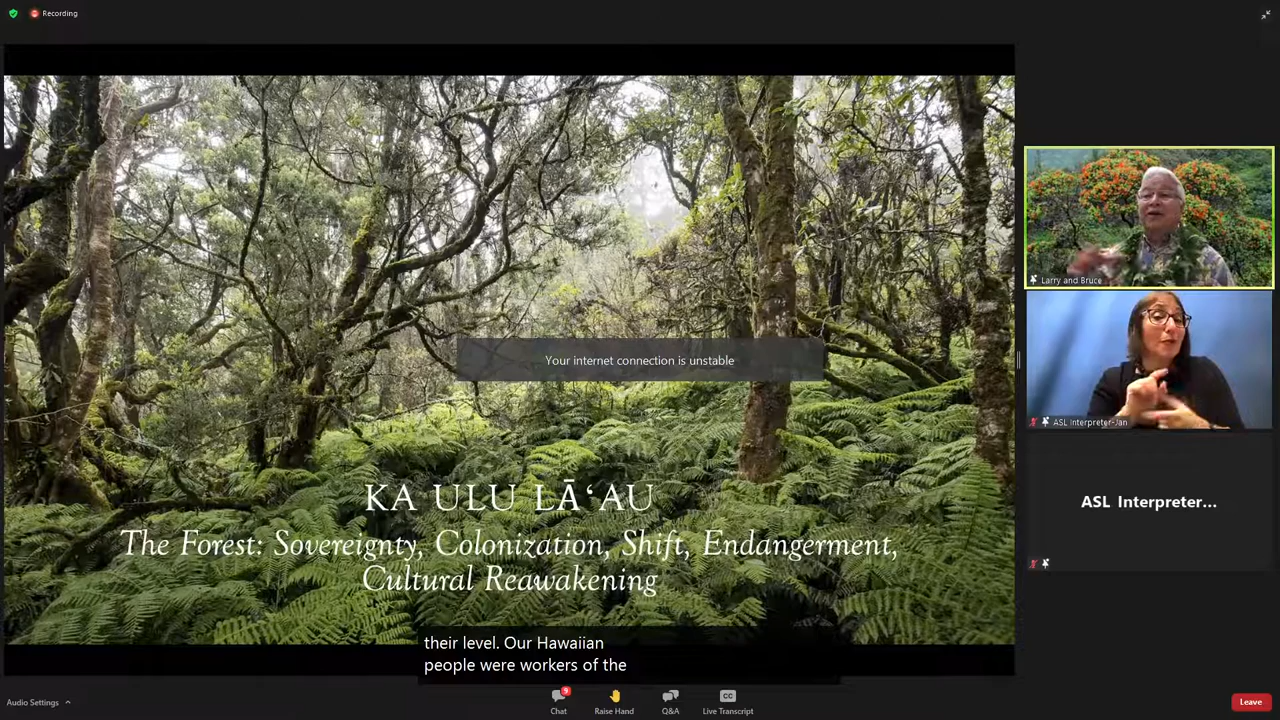 Recording
Larry and Bruce
Your internet connection is unstable
ASL Interpreter-Jan
KA ULU LĀʻAU
ASL Interpreter...
The Forest: Sovereignty, Colonization, Shift, Endangerment,
Cultural Reawakening
their level. Our Hawaiian
people were workers of the
Audio Settings
Chat
9
Raise Hand
Q&A
CC
Live Transcript
Leave